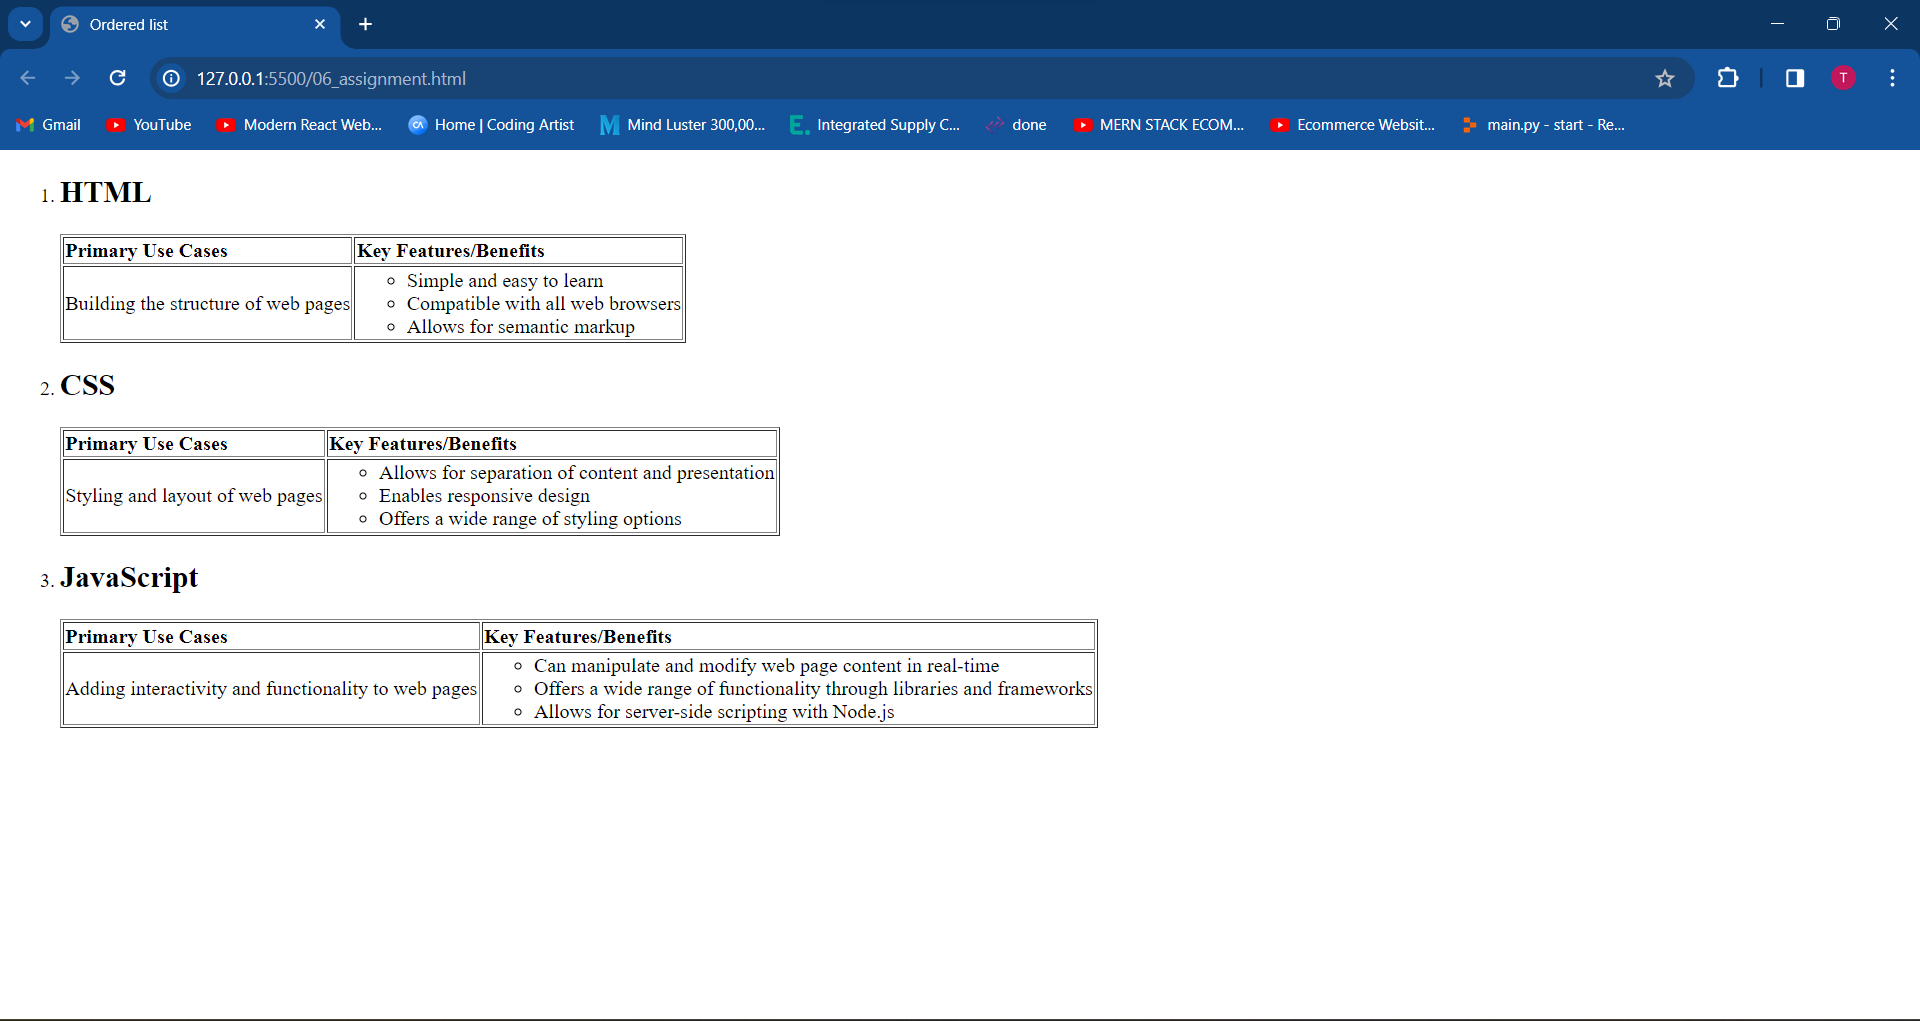 Ordered list
127.0.0.1:5500/06_assignment.html
T
Gmail YouTube Modern React Web... Home | Coding Artist Mind Luster 300,00... Integrated Supply C... done MERN STACK ECOM... Ecommerce Websit... main.py - start - Re...
1. HTML
Primary Use Cases Key Features/Benefits
Building the structure of web pages
Simple and easy to learn
Compatible with all web browsers
Allows for semantic markup
2. CSS
Primary Use Cases Key Features/Benefits
Styling and layout of web pages
Allows for separation of content and presentation
Enables responsive design
Offers a wide range of styling options
3. JavaScript
Primary Use Cases Key Features/Benefits
Adding interactivity and functionality to web pages
Can manipulate and modify web page content in real-time
Offers a wide range of functionality through libraries and frameworks
Allows for server-side scripting with Node.js